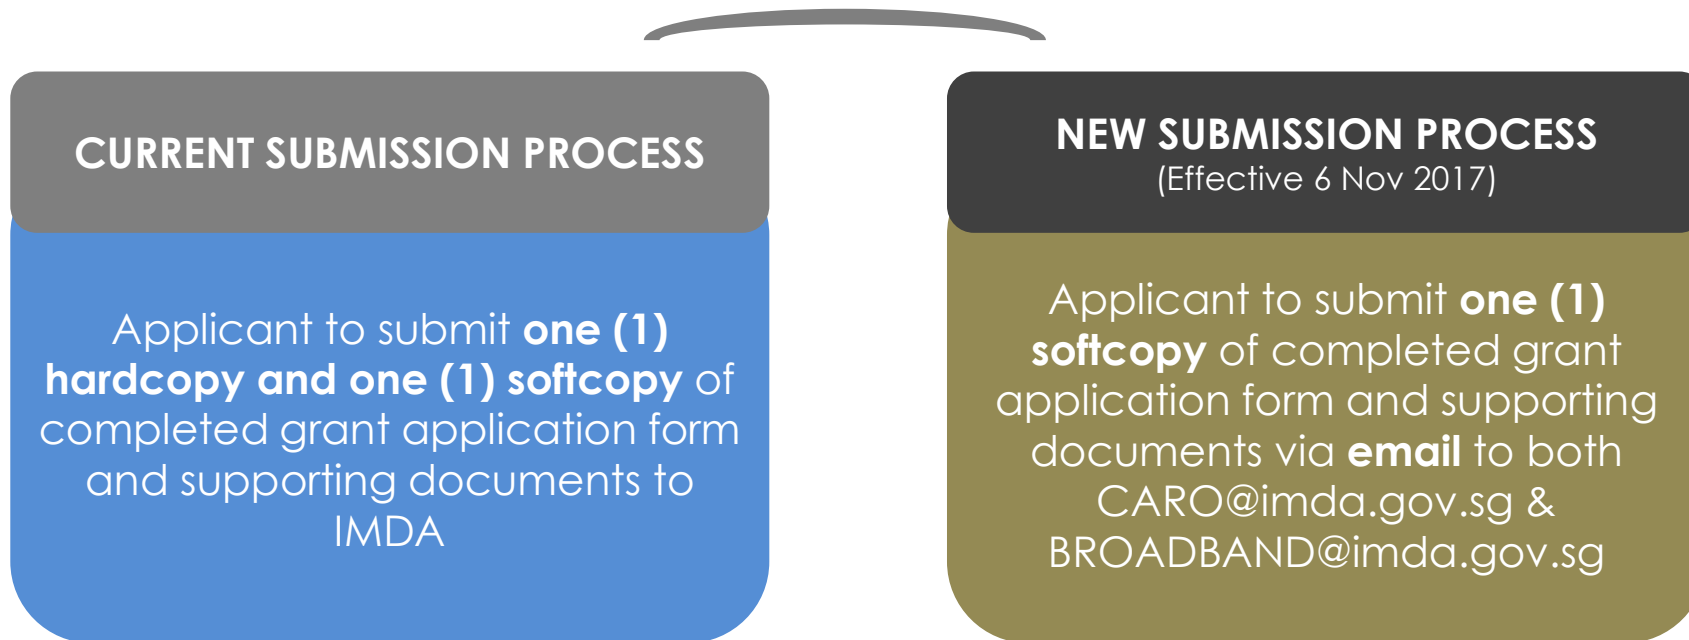 CURRENT SUBMISSION PROCESS
Applicant to submit one (1)
hardcopy and one (1) softcopy of
completed grant application form
and supporting documents to
IMDA
NEW SUBMISSION PROCESS
(Effective 6 Nov 2017)
Applicant to submit one (1)
softcopy of completed grant
application form and supporting
documents via email to both
CARO@imda.gov.sg &
BROADBAND@imda.gov.sg